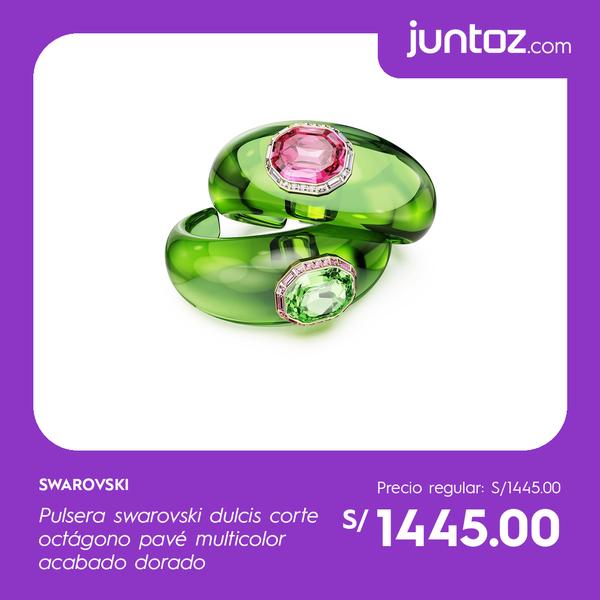 juntoz.com
SWAROVSKI
Pulsera swarovski dulcis corte
octágono pavé multicolor
acabado dorado
Precio regular: S/1445.00
S/1445.00